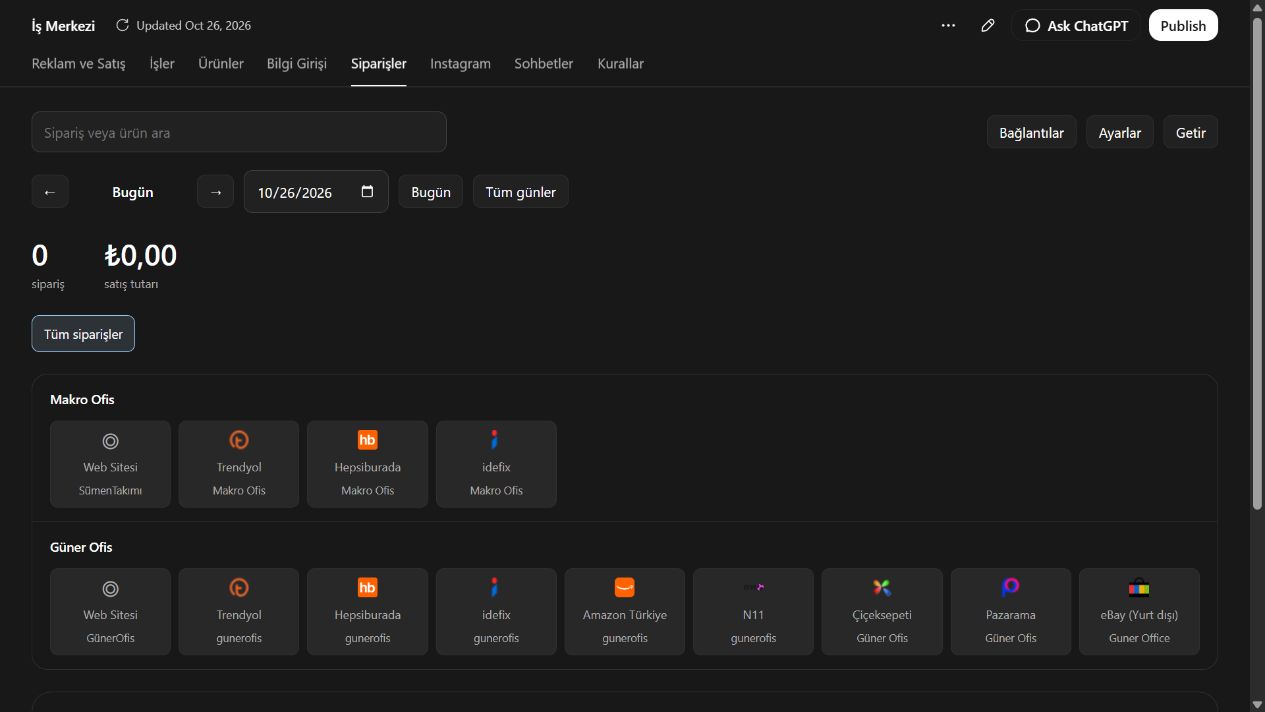 İş Merkezi Updated Oct 26, 2026 Ask ChatGPT Publish
Reklam ve Satış İşler Ürünler Bilgi Girişi Siparişler Instagram Sohbetler Kurallar
Sipariş veya ürün ara Bağlantılar Ayarlar Getir
← Bugün → 10/26/2026 Bugün Tüm günler
0 ₺0,00
sipariş satış tutarı
Tüm siparişler
Makro Ofis
hb
Web Sitesi Trendyol Hepsiburada idefix
SümenTakımı Makro Ofis Makro Ofis Makro Ofis
Güner Ofis
hb
Web Sitesi Trendyol Hepsiburada idefix Amazon Türkiye N11 Çiçeksepeti Pazarama eBay (Yurt dışı)
GünerOfis gunerofis gunerofis gunerofis gunerofis gunerofis Güner Ofis Güner Ofis Guner Office